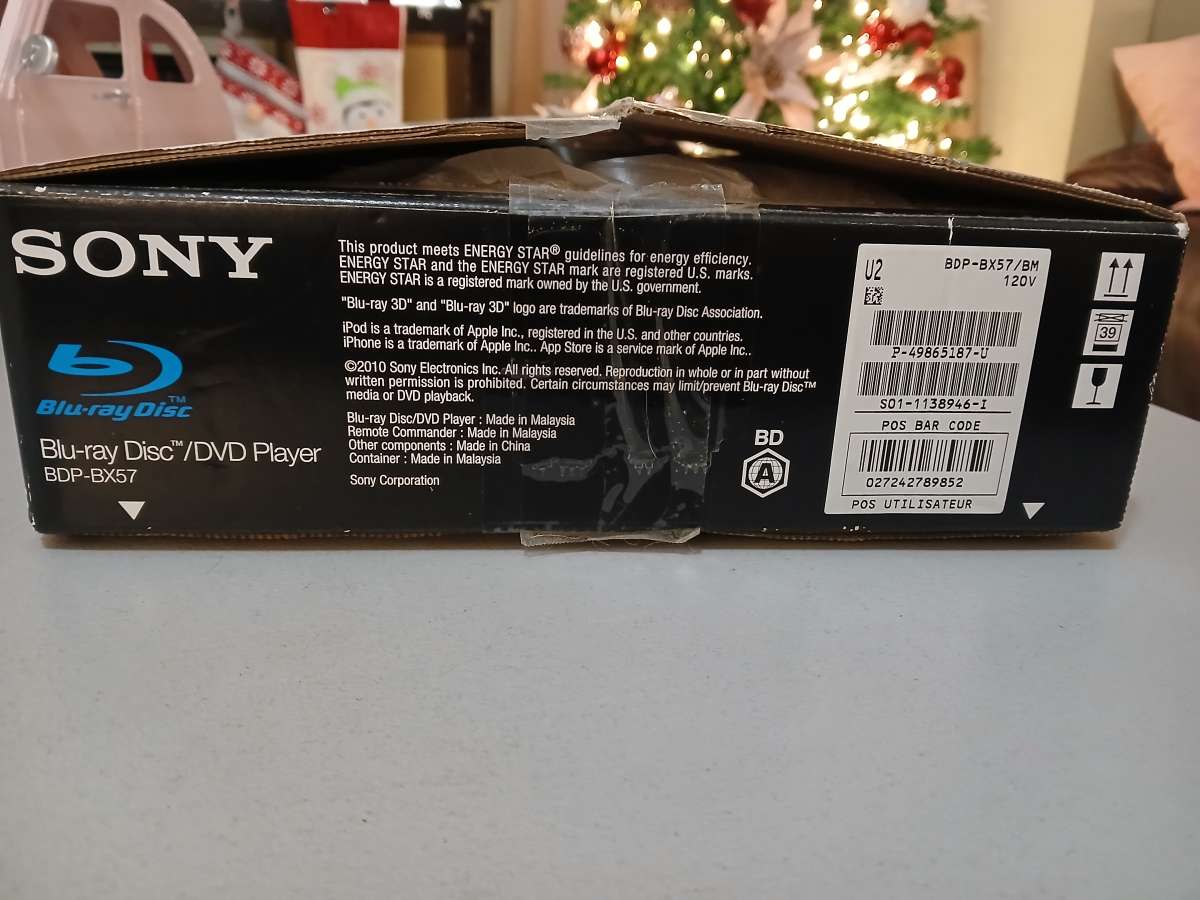 SONY
Blu-ray Disc™
Blu-ray Disc™/DVD Player
BDP-BX57
This product meets ENERGY STAR® guidelines for energy efficiency.
ENERGY STAR and the ENERGY STAR mark are registered U.S. marks.
ENERGY STAR is a registered mark owned by the U.S. government.
"Blu-ray 3D" and "Blu-ray 3D" logo are trademarks of Blu-ray Disc Association.
iPod is a trademark of Apple Inc., registered in the U.S. and other countries.
iPhone is a trademark of Apple Inc.. App Store is a service mark of Apple Inc..
©2010 Sony Electronics Inc. All rights reserved. Reproduction in whole or in part without
written permission is prohibited. Certain circumstances may limit/prevent Blu-ray Disc™
media or DVD playback.
Blu-ray Disc/DVD Player : Made in Malaysia
Remote Commander : Made in Malaysia
Other components : Made in China
Container : Made in Malaysia
Sony Corporation
BD
A
U2
BDP-BX57/BM
120V
P-49865187-U
S01-1138946-I
POS BAR CODE
027242789852
POS UTILISATEUR
39